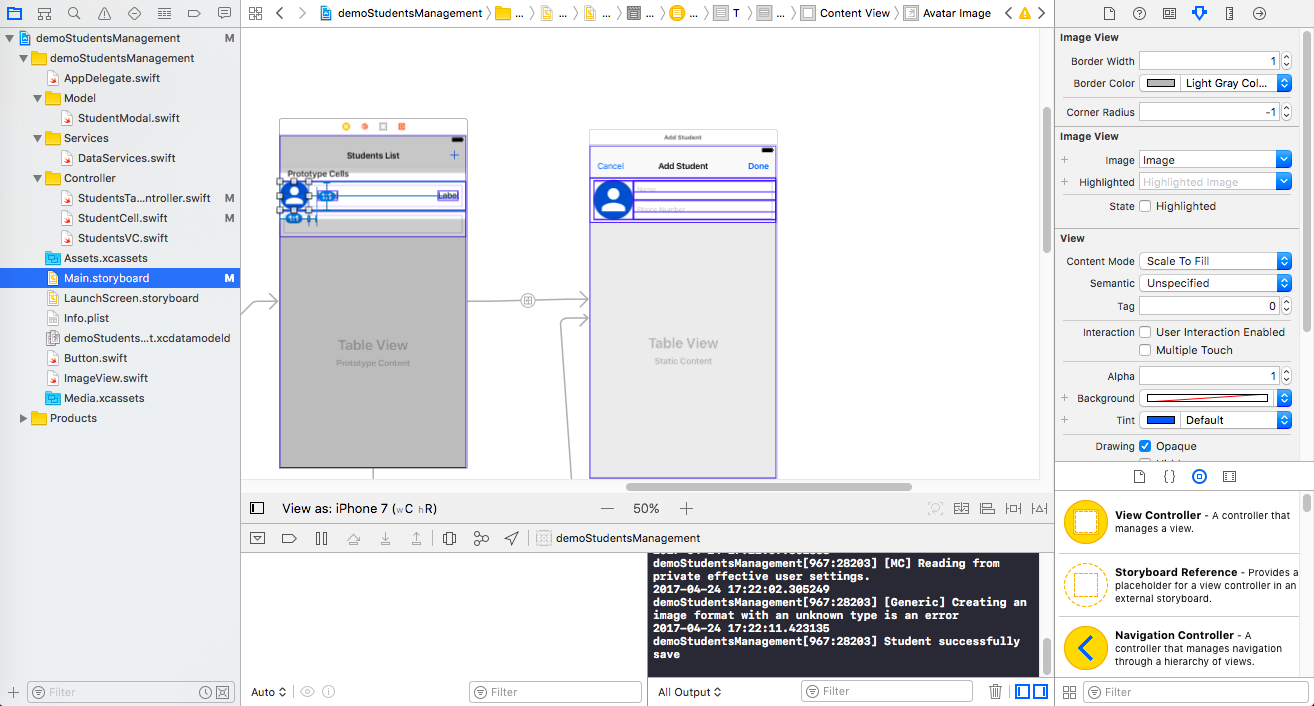 demoStudentsManagement
...
...
...
...
...
T
...
Content View
Avatar Image
demoStudentsManagement M
demoStudentsManagement
AppDelegate.swift
Model
StudentModal.swift
Services
DataServices.swift
Controller
StudentsTa...ntroller.swift M
StudentCell.swift M
StudentsVC.swift
Assets.xcassets
Main.storyboard M
LaunchScreen.storyboard
Info.plist
demoStudents...t.xcdatamodeld
Button.swift
ImageView.swift
Media.xcassets
Products
Filter
Students List
Prototype Cells
1:1
Label
1:1
Table View
Prototype Content
Add Student
Cancel Add Student Done
Name
Phone Number
Table View
Static Content
View as: iPhone 7 (wC hR)
50%
demoStudentsManagement
demoStudentsManagement[967:28203] [MC] Reading from
private effective user settings.
2017-04-24 17:22:02.305249
demoStudentsManagement[967:28203] [Generic] Creating an
image format with an unknown type is an error
2017-04-24 17:22:11.423135
demoStudentsManagement[967:28203] Student successfully
save
Auto
Filter
All Output
Filter
Image View
Border Width 1
Border Color Light Gray Col...
Corner Radius -1
Image View
Image Image
Highlighted Highlighted Image
State Highlighted
View
Content Mode Scale To Fill
Semantic Unspecified
Tag 0
Interaction User Interaction Enabled
Multiple Touch
Alpha 1
Background
Tint Default
Drawing Opaque
View Controller - A controller that
manages a view.
Storyboard Reference - Provides a
placeholder for a view controller in an
external storyboard.
Navigation Controller - A
controller that manages navigation
through a hierarchy of views.
Filter